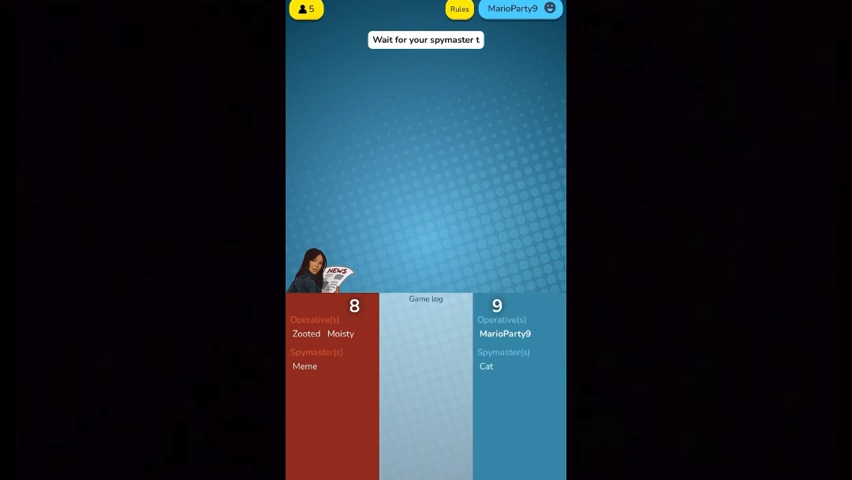 5
Rules
MarioParty9
Wait for your spymaster t
NEWS
8
Operative(s)
Zooted Moisty
Spymaster(s)
Meme
Game log
9
Operative(s)
MarioParty9
Spymaster(s)
Cat